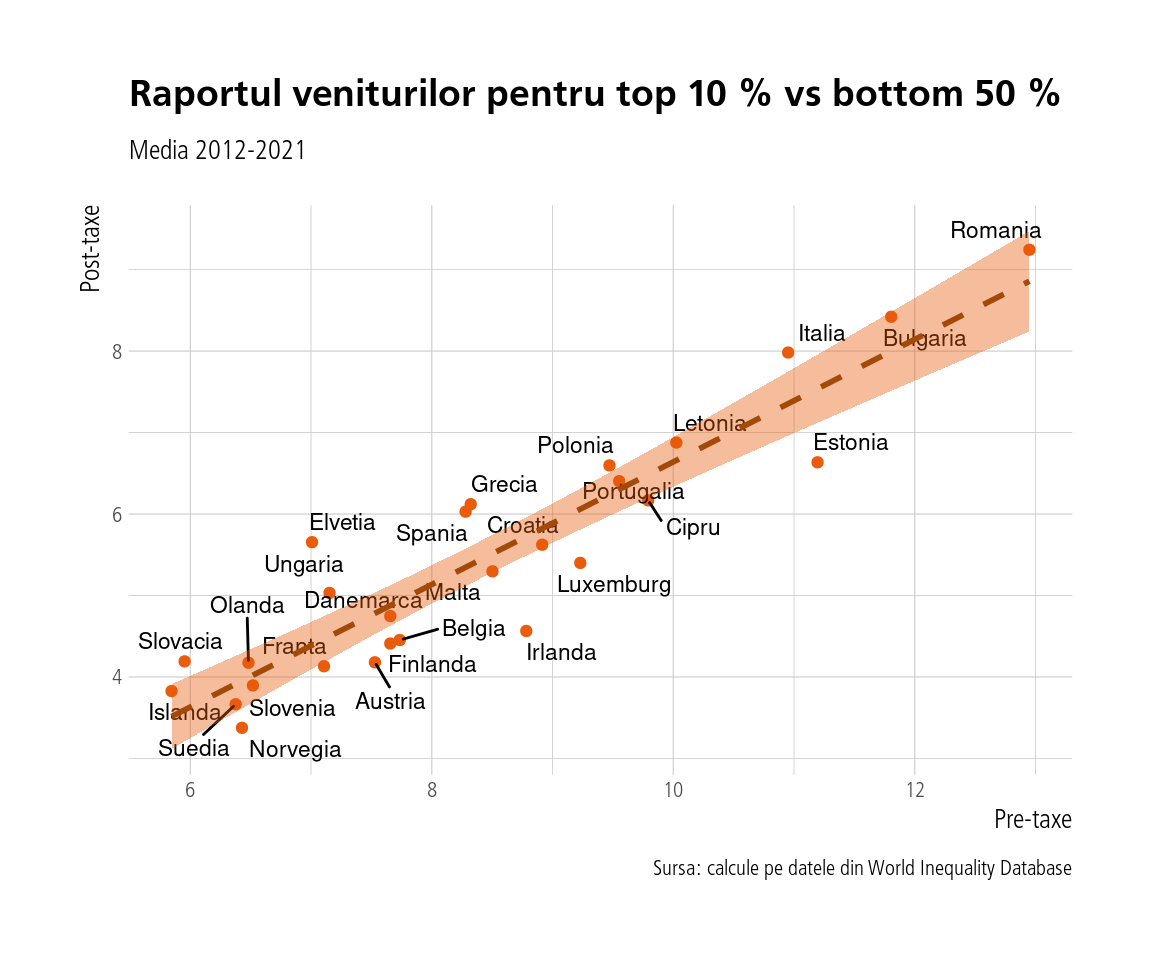 Raportul veniturilor pentru top 10 % vs bottom 50 %
Media 2012-2021
Post-taxe
Romania
Italia
Bulgaria
8
Letonia
Estonia
Polonia
Grecia
Portugalia
Elvetia
Spania
Croatia
Cipru
6
Ungaria
Luxemburg
Olanda
Danemarca
Malta
Slovacia
Franta
Belgia
Irlanda
Finlanda
4
Islanda
Slovenia
Austria
Suedia
Norvegia
6
8
10
12
Pre-taxe
Sursa: calcule pe datele din World Inequality Database